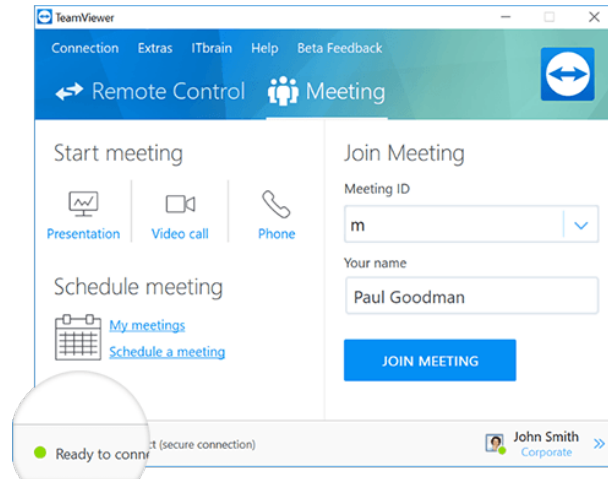 TeamViewer
Connection Extras ITbrain Help Beta Feedback
Remote Control Meeting
Start meeting
Presentation Video call Phone
Schedule meeting
My meetings
Schedule a meeting
Join Meeting
Meeting ID
m
Your name
Paul Goodman
JOIN MEETING
Ready to conn ct (secure connection)
John Smith
Corporate